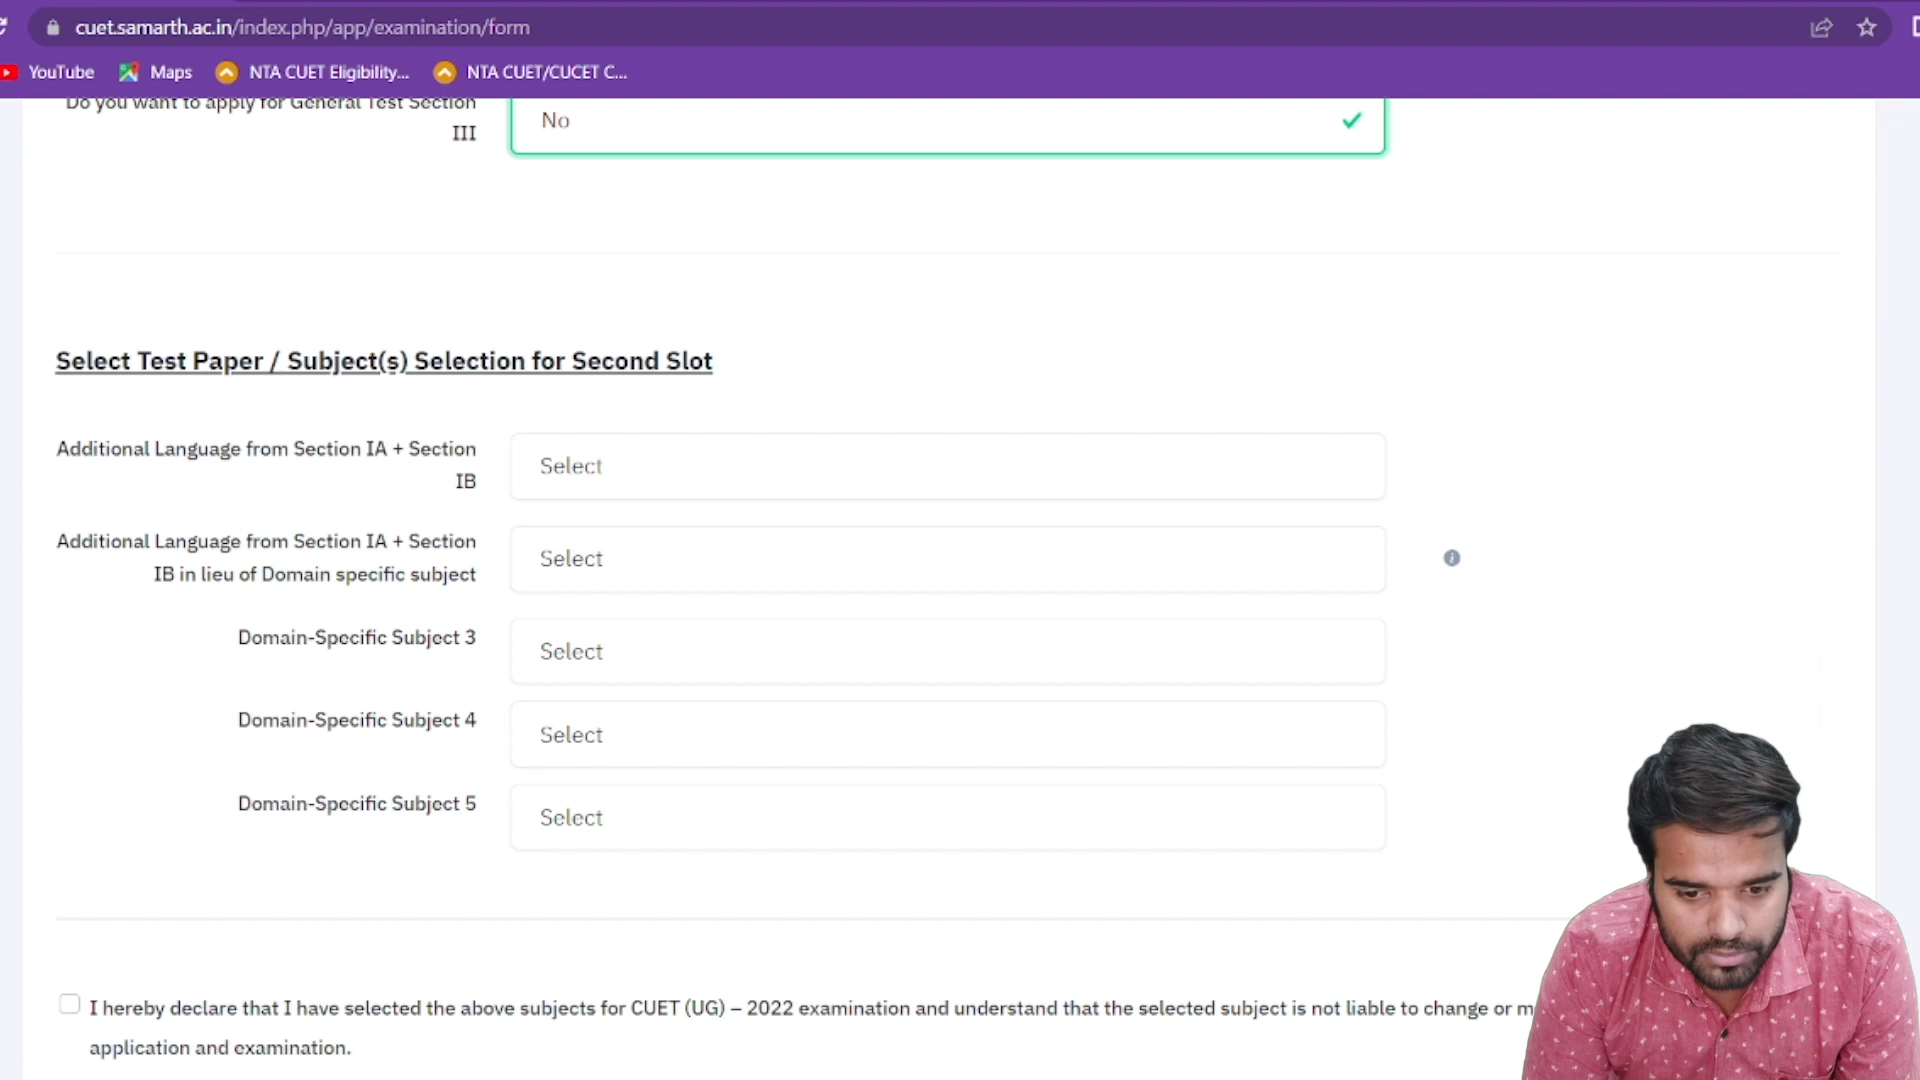 cuet.samarth.ac.in/index.php/app/examination/form
YouTube Maps NTA CUET Eligibility... NTA CUET/CUCET C...
Do you want to apply for General Test Section
III
No
Select Test Paper / Subject(s) Selection for Second Slot
Additional Language from Section IA + Section
IB
Select
Additional Language from Section IA + Section
IB in lieu of Domain specific subject
Select
Domain-Specific Subject 3
Select
Domain-Specific Subject 4
Select
Domain-Specific Subject 5
Select
I hereby declare that I have selected the above subjects for CUET (UG) – 2022 examination and understand that the selected subject is not liable to change or
application and examination.